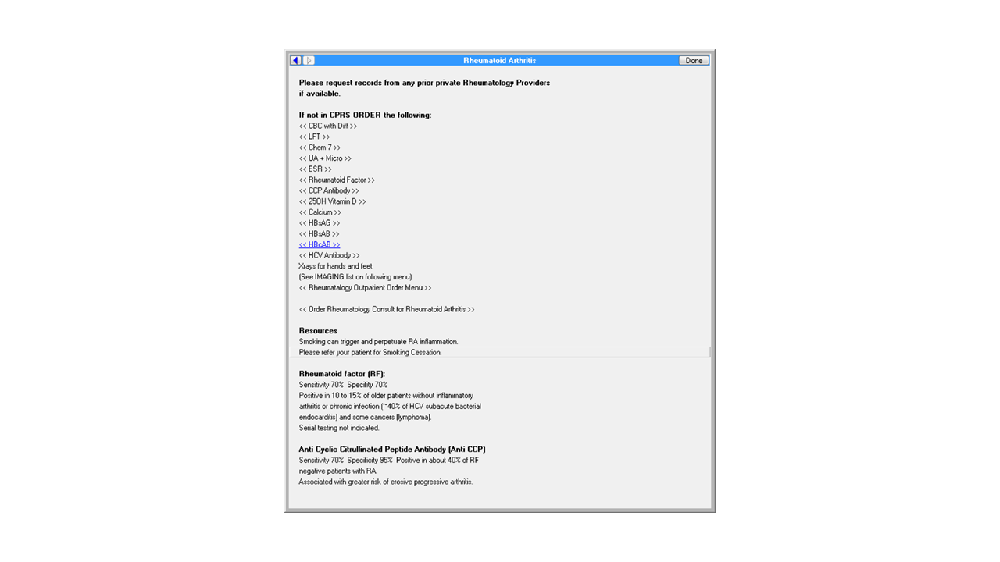 Rheumatoid Arthritis
Done
Please request records from any prior private Rheumatology Providers
if available.
If not in CPRS ORDER the following:
<< CBC with Diff >>
<< LFT >>
<< Chem 7 >>
<< UA + Micro >>
<< ESR >>
<< Rheumatoid Factor >>
<< CCP Antibody >>
<< 25OH Vitamin D >>
<< Calcium >>
<< HBsAG >>
<< HBsAB >>
<< HBcAB >>
<< HCV Antibody >>
Xrays for hands and feet
(See IMAGING list on following menu)
<< Rheumatalogy Outpatient Order Menu >>
<< Order Rheumatology Consult for Rheumatoid Arthritis >>
Resources
Smoking can trigger and perpetuate RA inflammation.
Please refer your patient for Smoking Cessation.
Rheumatoid factor (RF):
Sensitivity 70% Specifity 70%
Positive in 10 to 15% of older patients without inflammatory
arthritis or chronic infection (~40% of HCV subacute bacterial
endocarditis) and some cancers (lymphoma).
Serial testing not indicated.
Anti Cyclic Citrullinated Peptide Antibody (Anti CCP)
Sensitivity 70% Specificity 95% Positive in about 40% of RF
negative patients with RA.
Associated with greater risk of erosive progressive arthritis.